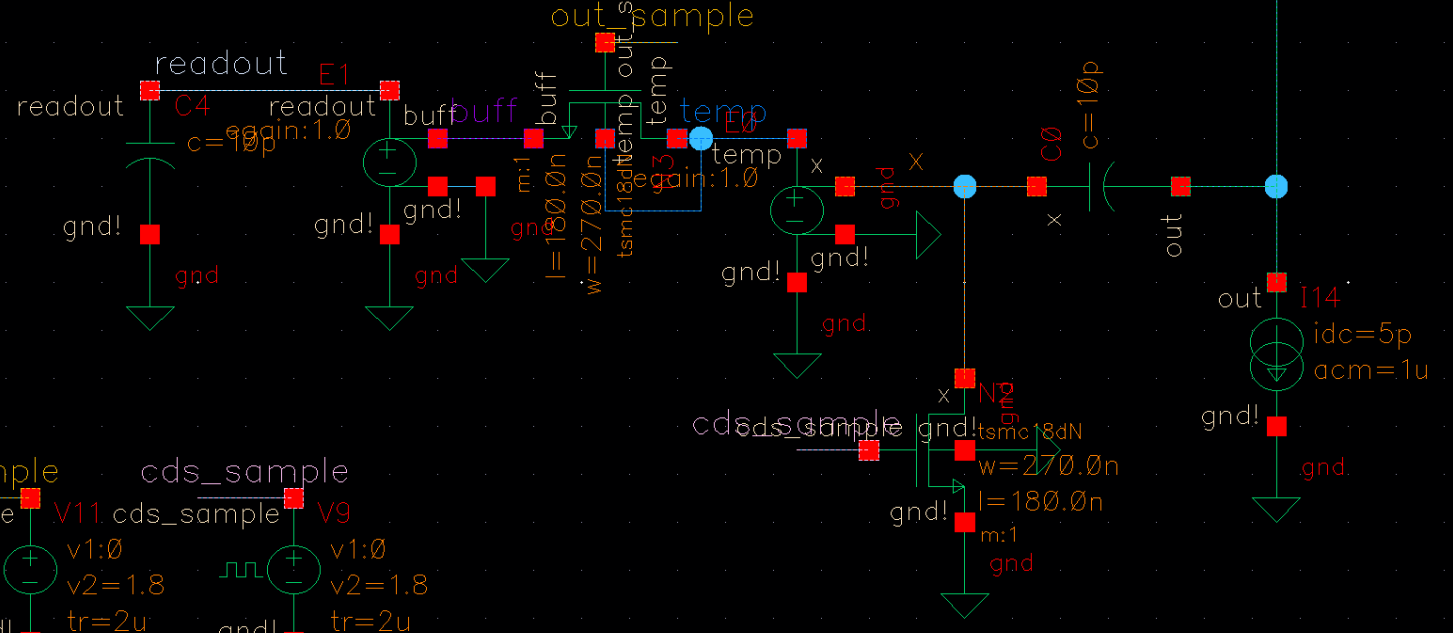 out_sample
out_s
readout
E1
readout
C4
readout
c=10p
egain:1.0
buff
buff
buff
temp
temp
E0
temp
temp out
x
x
gnd
C0
c=10p
x
out
m:1
l=180.0n
w=270.0n
tsmc18dN
egain:1.0
gnd!
gnd
gnd!
gnd
gnd!
gnd
gnd!
gnd!
gnd
out
I14
idc=5p
acm=1u
gnd!
gnd
x
N2
gnd
cds_sample
cds_sample
gnd!
tsmc18dN
w=270.0n
l=180.0n
gnd!
m:1
gnd
mple
e
V11
v1:0
v2=1.8
tr=2u
cds_sample
cds_sample
V9
v1:0
v2=1.8
tr=2u
gnd!